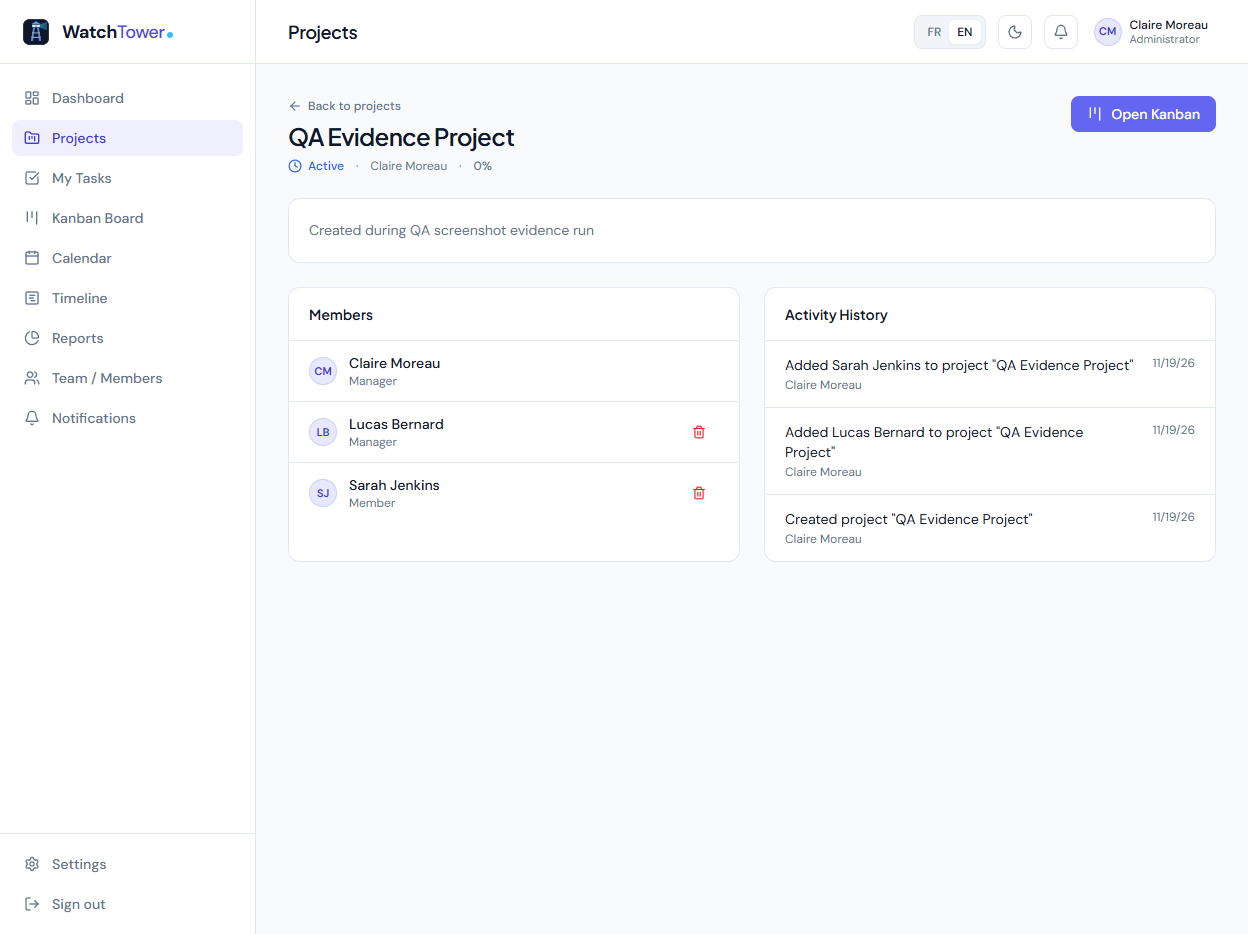 WatchTower
Projects
FR
EN
CM
Claire Moreau
Administrator
Dashboard
Projects
My Tasks
Kanban Board
Calendar
Timeline
Reports
Team / Members
Notifications
Settings
Sign out
Back to projects
Open Kanban
QA Evidence Project
Active · Claire Moreau · 0%
Created during QA screenshot evidence run
Members
CM
Claire Moreau
Manager
LB
Lucas Bernard
Manager
SJ
Sarah Jenkins
Member
Activity History
Added Sarah Jenkins to project "QA Evidence Project"
11/19/26
Claire Moreau
Added Lucas Bernard to project "QA Evidence
Project"
11/19/26
Claire Moreau
Created project "QA Evidence Project"
11/19/26
Claire Moreau